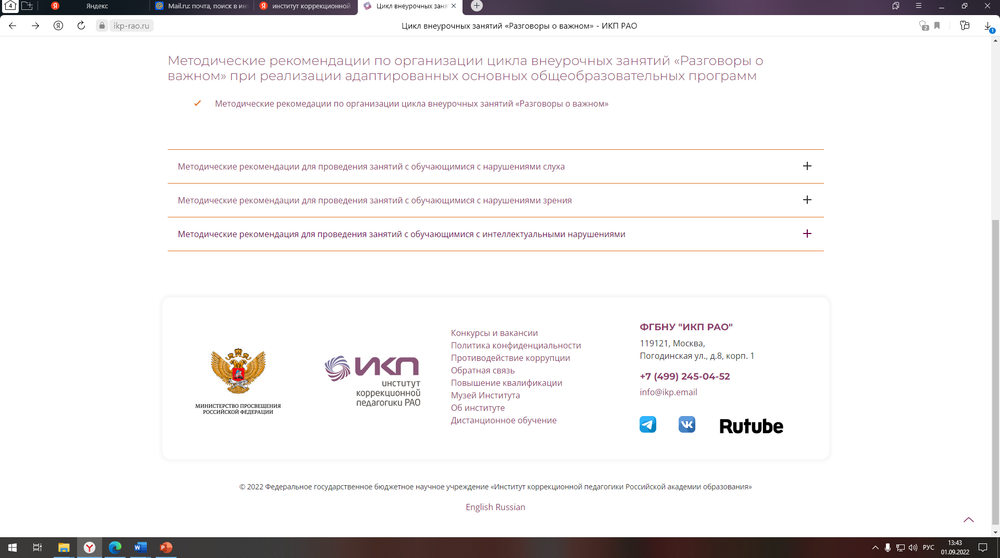 4
Яндекс
Mail.ru: почта, поиск в инт
институт коррекционной
Цикл внеурочных заня
ikp-rao.ru
Цикл внеурочных занятий «Разговоры о важном» - ИКП РАО
2
1
Методические рекомендации по организации цикла внеурочных занятий «Разговоры о
важном» при реализации адаптированных основных общеобразовательных программ
Методические рекомедации по организации цикла внеурочных занятий «Разговоры о важном»
Методические рекомендации для проведения занятий с обучающимися с нарушениями слуха
Методические рекомендации для проведения занятий с обучающимися с нарушениями зрения
Методические рекомендация для проведения занятий с обучающимися с интеллектуальными нарушениями
МИНИСТЕРСТВО ПРОСВЕЩЕНИЯ
РОССИЙСКОЙ ФЕДЕРАЦИИ
ИКП
институт
коррекционной
педагогики РАО
Конкурсы и вакансии
Политика конфиденциальности
Противодействие коррупции
Обратная связь
Повышение квалификации
Музей Института
Об институте
Дистанционное обучение
ФГБНУ "ИКП РАО"
119121, Москва,
Погодинская ул., д.8, корп. 1
+7 (499) 245-04-52
info@ikp.email
Rutube
© 2022 Федеральное государственное бюджетное научное учреждение «Институт коррекционной педагогики Российской академии образования»
English Russian
РУС
13:43
01.09.2022